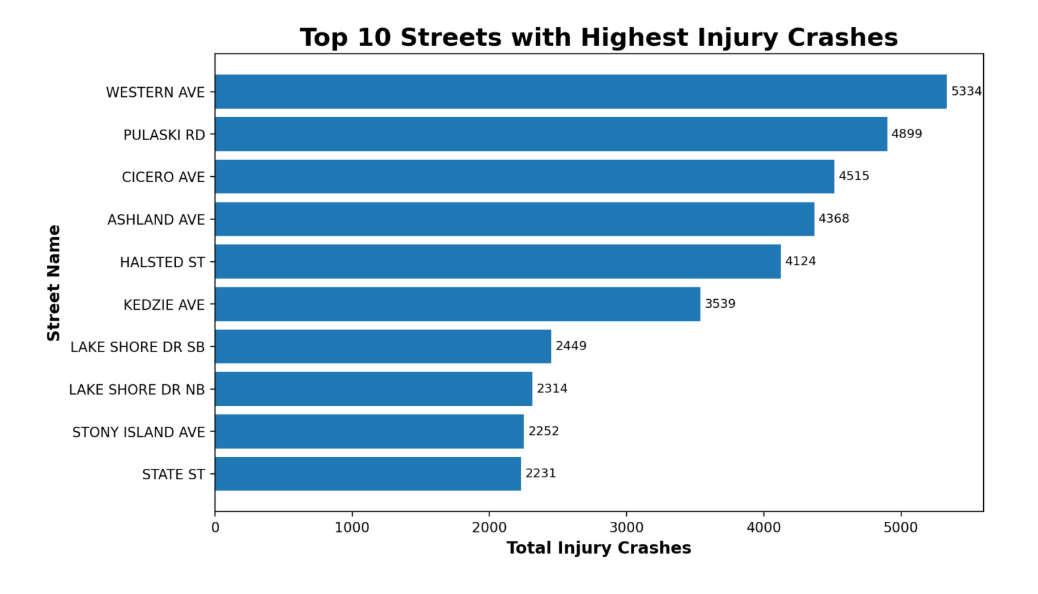 Top 10 Streets with Highest Injury Crashes
Street Name
WESTERN AVE 5334
PULASKI RD 4899
CICERO AVE 4515
ASHLAND AVE 4368
HALSTED ST 4124
KEDZIE AVE 3539
LAKE SHORE DR SB 2449
LAKE SHORE DR NB 2314
STONY ISLAND AVE 2252
STATE ST 2231
0 1000 2000 3000 4000 5000
Total Injury Crashes